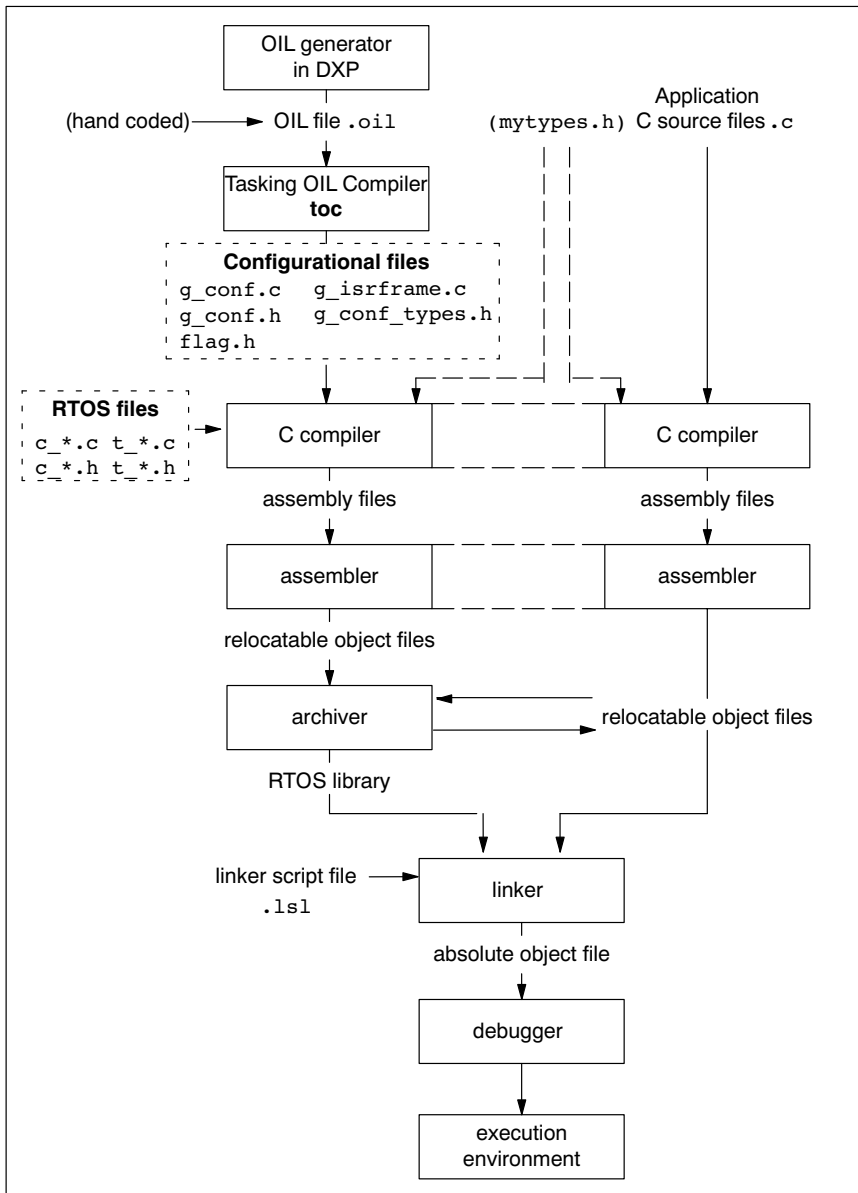 OIL generator
in DXP
(hand coded)
OIL file .oil
(mytypes.h)
Application
C source files .c
Tasking OIL Compiler
toc
Configurational files
g_conf.c g_isrframe.c
g_conf.h g_conf_types.h
flag.h
RTOS files
c_*.c t_*.c
c_*.h t_*.h
C compiler
C compiler
assembly files
assembly files
assembler
assembler
relocatable object files
archiver
relocatable object files
RTOS library
linker script file
.lsl
linker
absolute object file
debugger
execution
environment